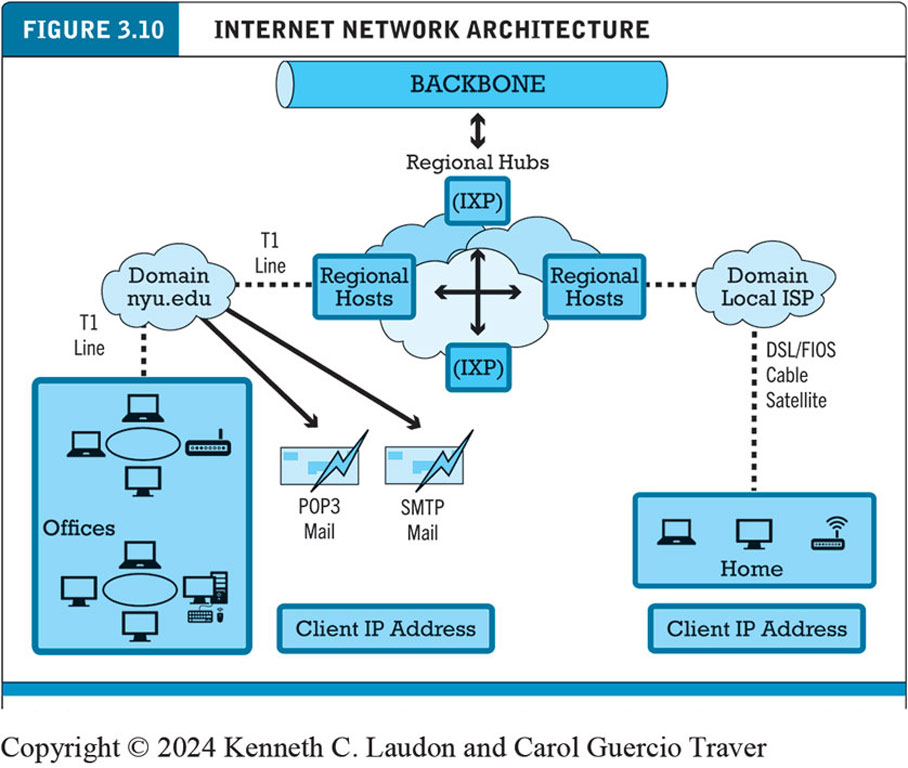 FIGURE 3.10 INTERNET NETWORK ARCHITECTURE
BACKBONE
Regional Hubs
(IXP)
T1
Line
Domain
nyu.edu
Regional
Hosts
Regional
Hosts
Domain
Local ISP
T1
Line
(IXP)
DSL/FIOS
Cable
Satellite
POP3
Mail
SMTP
Mail
Offices
Home
Client IP Address
Client IP Address
Copyright © 2024 Kenneth C. Laudon and Carol Guercio Traver